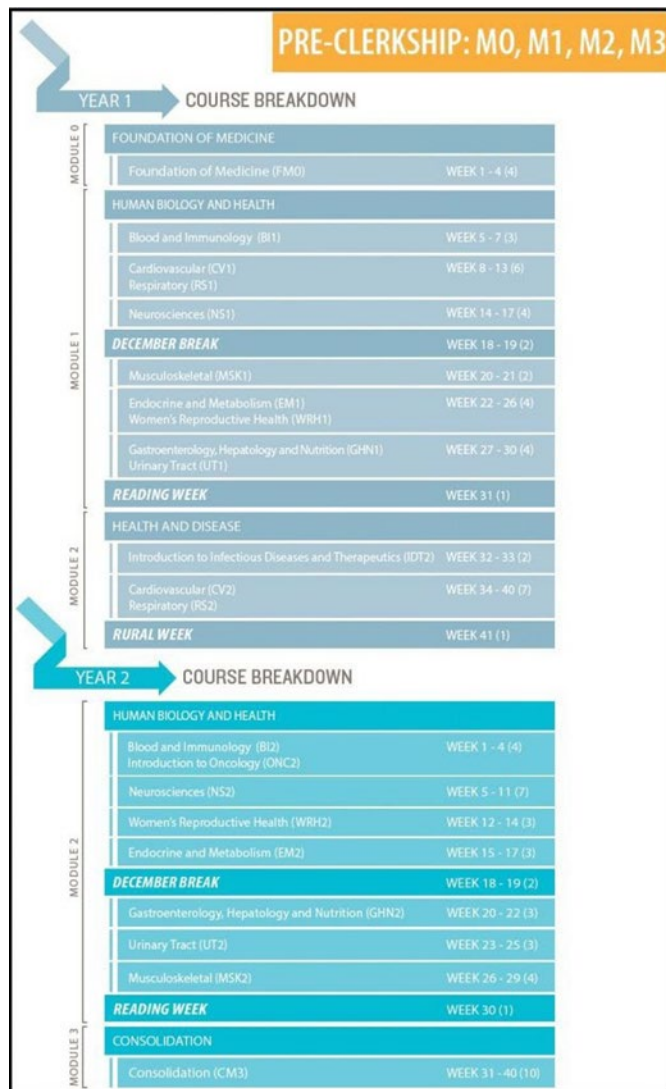 PRE-CLERKSHIP: M0, M1, M2, M3
YEAR 1 COURSE BREAKDOWN
MODULE 0
FOUNDATION OF MEDICINE
Foundation of Medicine (FM0) WEEK 1 - 4 (4)
MODULE 1
HUMAN BIOLOGY AND HEALTH
Blood and Immunology (BI1) WEEK 5 - 7 (3)
Cardiovascular (CV1) WEEK 8 - 13 (6)
Respiratory (RS1)
Neurosciences (NS1) WEEK 14 - 17 (4)
DECEMBER BREAK WEEK 18 - 19 (2)
Musculoskeletal (MSK1) WEEK 20 - 21 (2)
Endocrine and Metabolism (EM1) WEEK 22 - 26 (4)
Women's Reproductive Health (WRH1)
Gastroenterology, Hepatology and Nutrition (GHN1) WEEK 27 - 30 (4)
Urinary Tract (UT1)
READING WEEK WEEK 31 (1)
MODULE 2
HEALTH AND DISEASE
Introduction to Infectious Diseases and Therapeutics (IDT2) WEEK 32 - 33 (2)
Cardiovascular (CV2) WEEK 34 - 40 (7)
Respiratory (RS2)
RURAL WEEK WEEK 41 (1)
YEAR 2 COURSE BREAKDOWN
MODULE 2
HUMAN BIOLOGY AND HEALTH
Blood and Immunology (BI2) WEEK 1 - 4 (4)
Introduction to Oncology (ONC2)
Neurosciences (NS2) WEEK 5 - 11 (7)
Women's Reproductive Health (WRH2) WEEK 12 - 14 (3)
Endocrine and Metabolism (EM2) WEEK 15 - 17 (3)
DECEMBER BREAK WEEK 18 - 19 (2)
Gastroenterology, Hepatology and Nutrition (GHN2) WEEK 20 - 22 (3)
Urinary Tract (UT2) WEEK 23 - 25 (3)
Musculoskeletal (MSK2) WEEK 26 - 29 (4)
READING WEEK WEEK 30 (1)
MODULE 3
CONSOLIDATION
Consolidation (CM3) WEEK 31 - 40 (10)